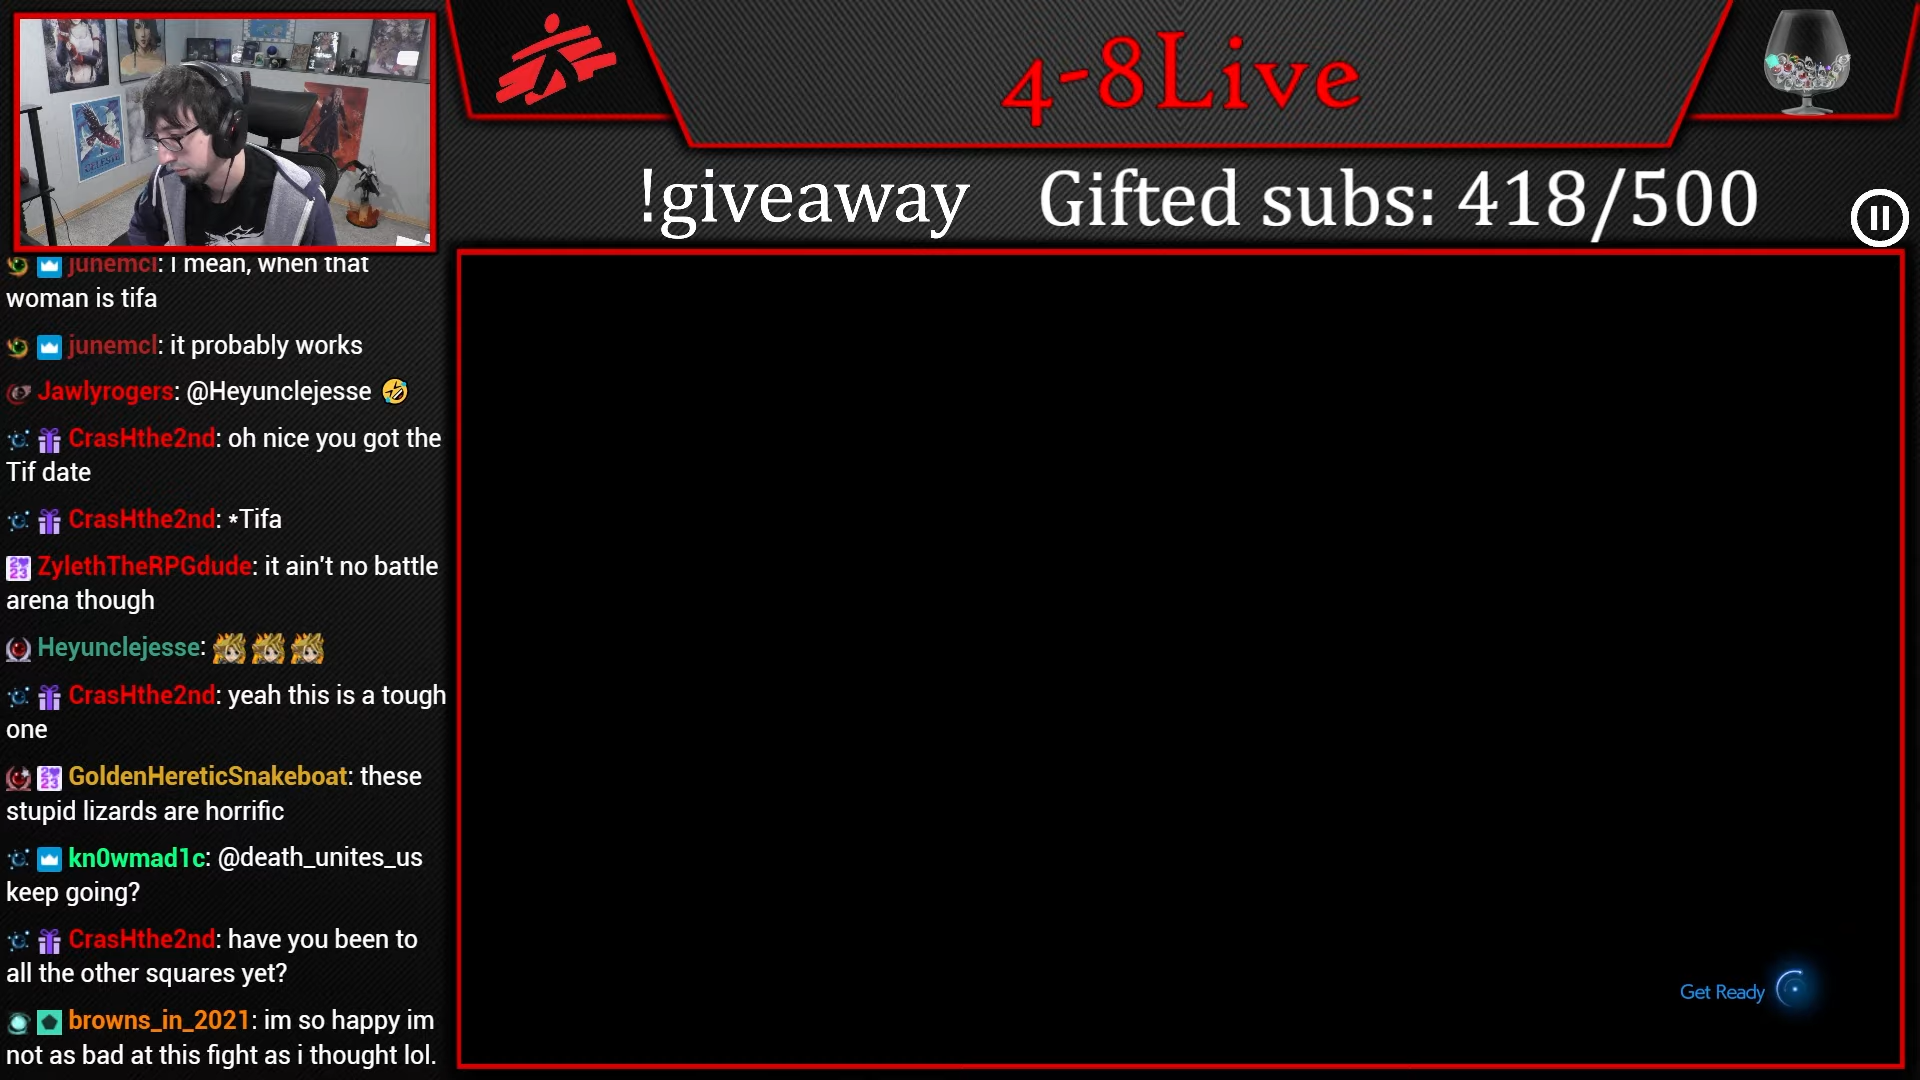 4-8Live
!giveaway Gifted subs: 418/500
junemcl: I mean, when that
woman is tifa
junemcl: it probably works
Jawlyrogers: @Heyunclejesse 🤣
CrasHthe2nd: oh nice you got the
Tif date
CrasHthe2nd: *Tifa
ZylethTheRPGdude: it ain't no battle
arena though
Heyunclejesse:
CrasHthe2nd: yeah this is a tough
one
GoldenHereticSnakeboat: these
stupid lizards are horrific
kn0wmad1c: @death_unites_us
keep going?
CrasHthe2nd: have you been to
all the other squares yet?
browns_in_2021: im so happy im
not as bad at this fight as i thought lol.
Get Ready